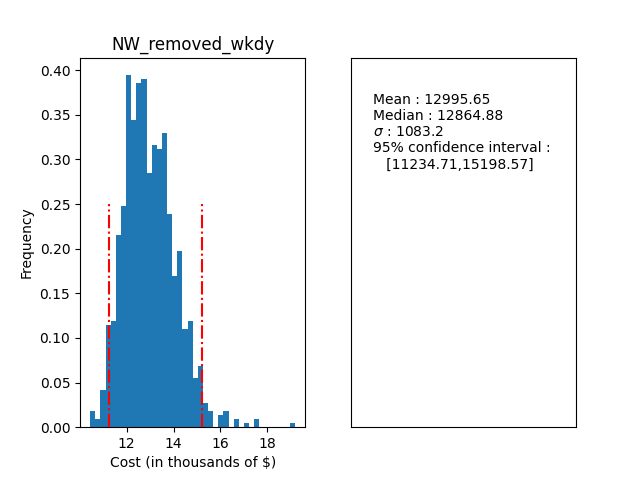 NW_removed_wkdy
0.40
0.35
0.30
0.25
0.20
0.15
0.10
0.05
0.00
Frequency
12 14 16 18
Cost (in thousands of $)
Mean : 12995.65
Median : 12864.88
σ : 1083.2
95% confidence interval :
[11234.71,15198.57]